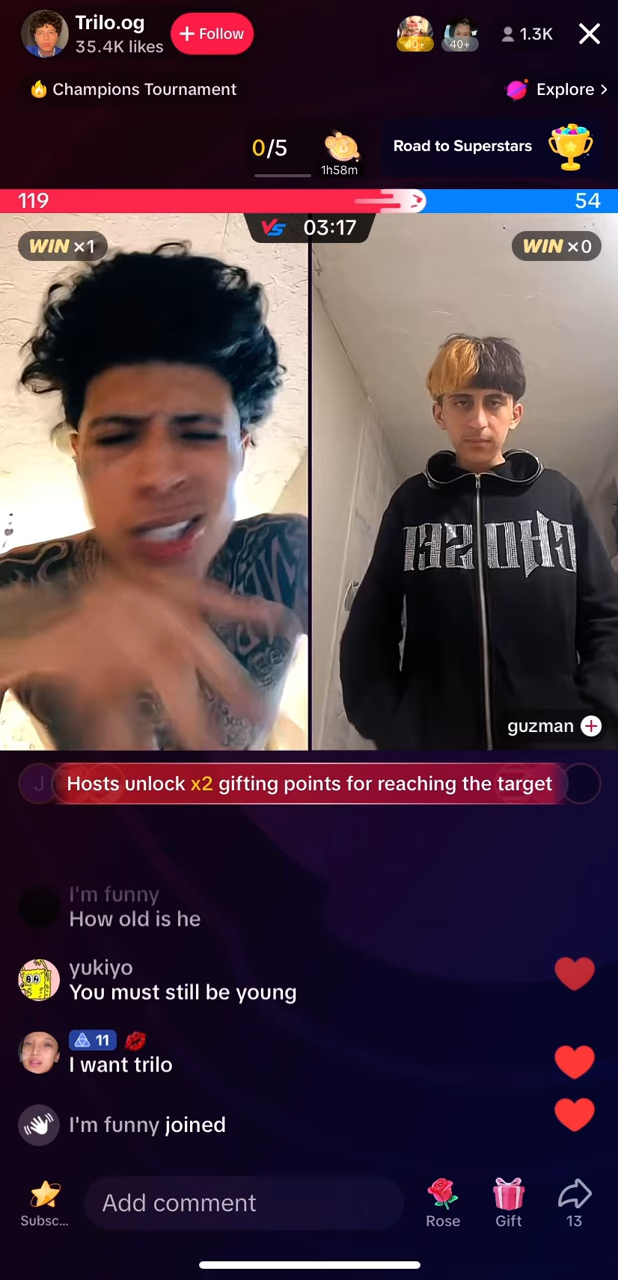 Trilo.og
35.4K likes
+ Follow
40+
40+
1.3K
Champions Tournament
Explore >
0/5
1h58m
Road to Superstars
119
54
VS 03:17
WIN ×1
WIN ×0
guzman
Hosts unlock x2 gifting points for reaching the target
I'm funny
How old is he
yukiyo
You must still be young
11
I want trilo
I'm funny joined
Subsc...
Add comment
Rose
Gift
13